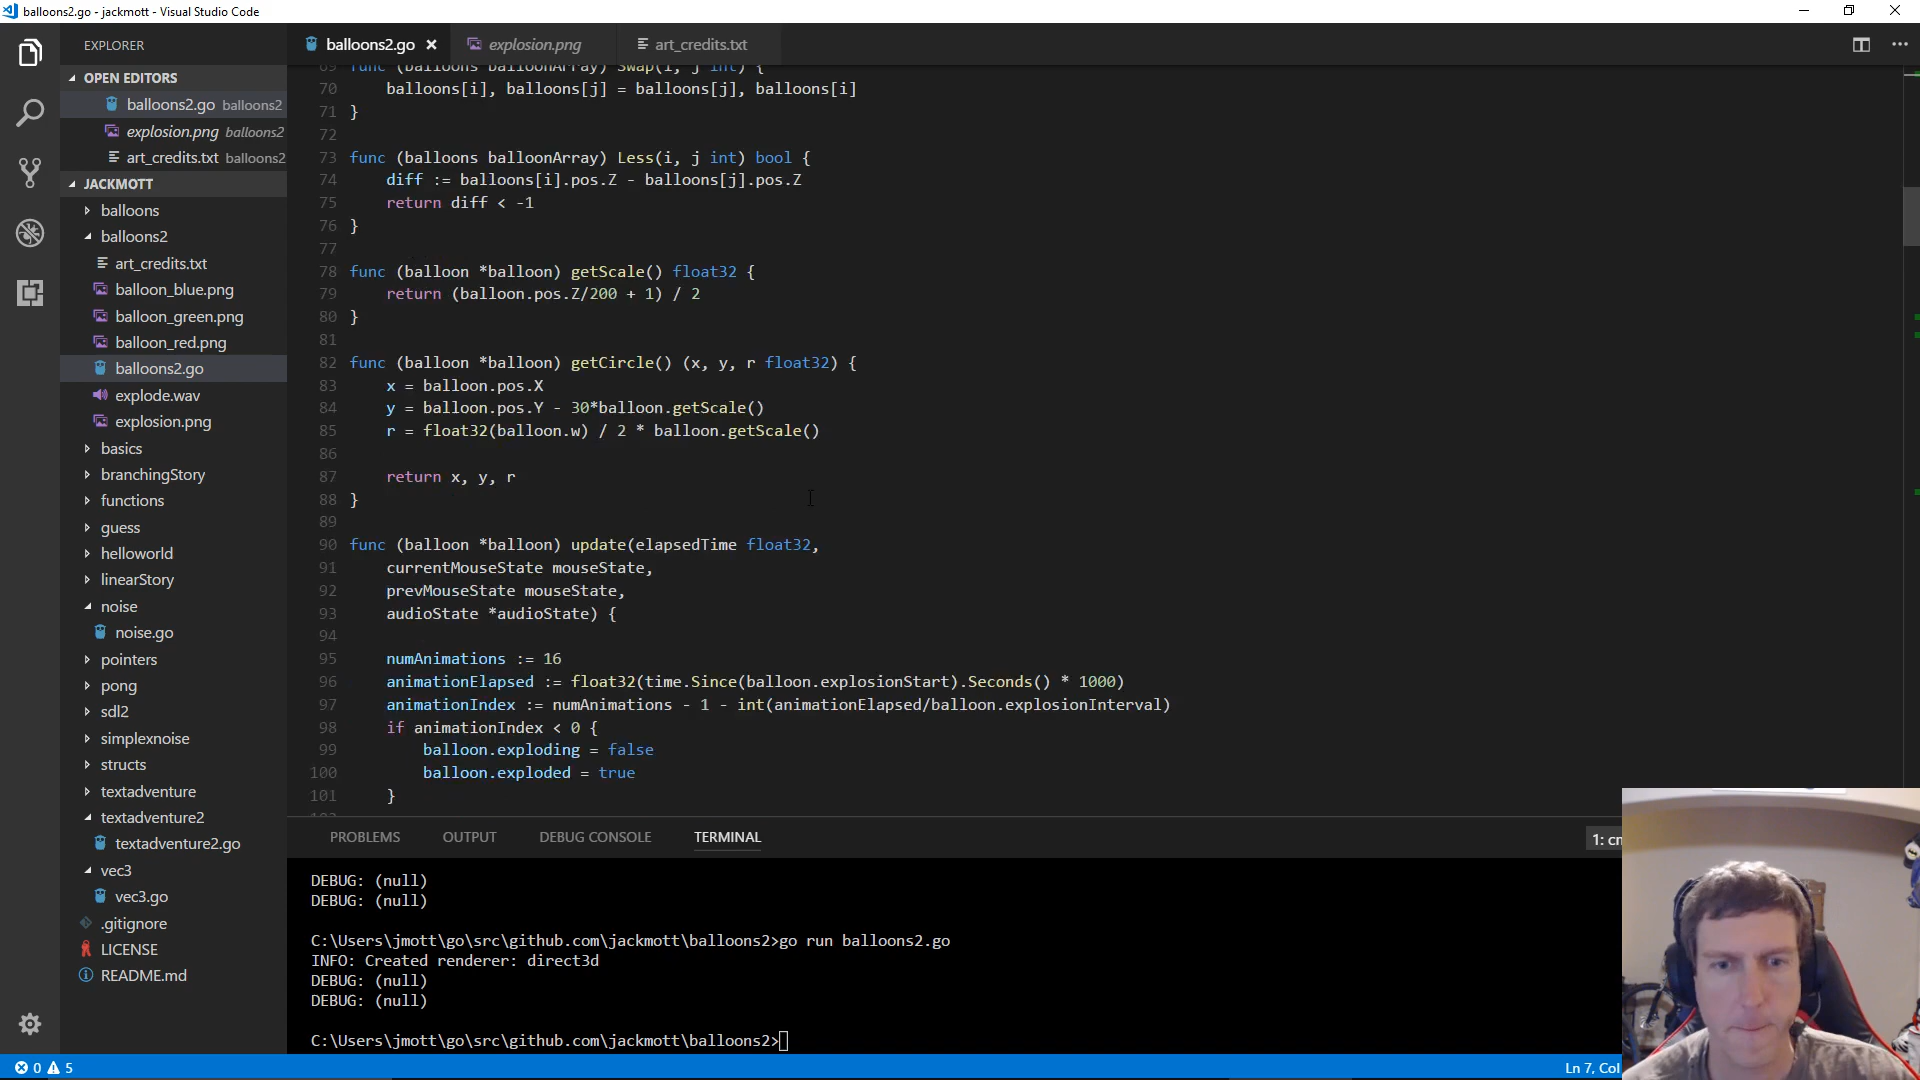 balloons2.go - jackmott - Visual Studio Code
EXPLORER
OPEN EDITORS
balloons2.go balloons2
explosion.png balloons2
art_credits.txt balloons2
JACKMOTT
balloons
balloons2
art_credits.txt
balloon_blue.png
balloon_green.png
balloon_red.png
balloons2.go
explode.wav
explosion.png
basics
branchingStory
functions
guess
helloworld
linearStory
noise
noise.go
pointers
pong
sdl2
simplexnoise
structs
textadventure
textadventure2
textadventure2.go
vec3
vec3.go
.gitignore
LICENSE
README.md
balloons2.go
explosion.png
art_credits.txt
69 func (balloons balloonArray) Swap(i, j int) {
70 balloons[i], balloons[j] = balloons[j], balloons[i]
71 }
72
73 func (balloons balloonArray) Less(i, j int) bool {
74 diff := balloons[i].pos.Z - balloons[j].pos.Z
75 return diff < -1
76 }
77
78 func (balloon *balloon) getScale() float32 {
79 return (balloon.pos.Z/200 + 1) / 2
80 }
81
82 func (balloon *balloon) getCircle() (x, y, r float32) {
83 x = balloon.pos.X
84 y = balloon.pos.Y - 30*balloon.getScale()
85 r = float32(balloon.w) / 2 * balloon.getScale()
86
87 return x, y, r
88 }
89
90 func (balloon *balloon) update(elapsedTime float32,
91 currentMouseState mouseState,
92 prevMouseState mouseState,
93 audioState *audioState) {
94
95 numAnimations := 16
96 animationElapsed := float32(time.Since(balloon.explosionStart).Seconds() * 1000)
97 animationIndex := numAnimations - 1 - int(animationElapsed/balloon.explosionInterval)
98 if animationIndex < 0 {
99 balloon.exploding = false
100 balloon.exploded = true
101 }
PROBLEMS OUTPUT DEBUG CONSOLE TERMINAL
1: cm
DEBUG: (null)
DEBUG: (null)
C:\Users\jmott\go\src\github.com\jackmott\balloons2>go run balloons2.go
INFO: Created renderer: direct3d
DEBUG: (null)
DEBUG: (null)
C:\Users\jmott\go\src\github.com\jackmott\balloons2>
0 5
Ln 7, Col